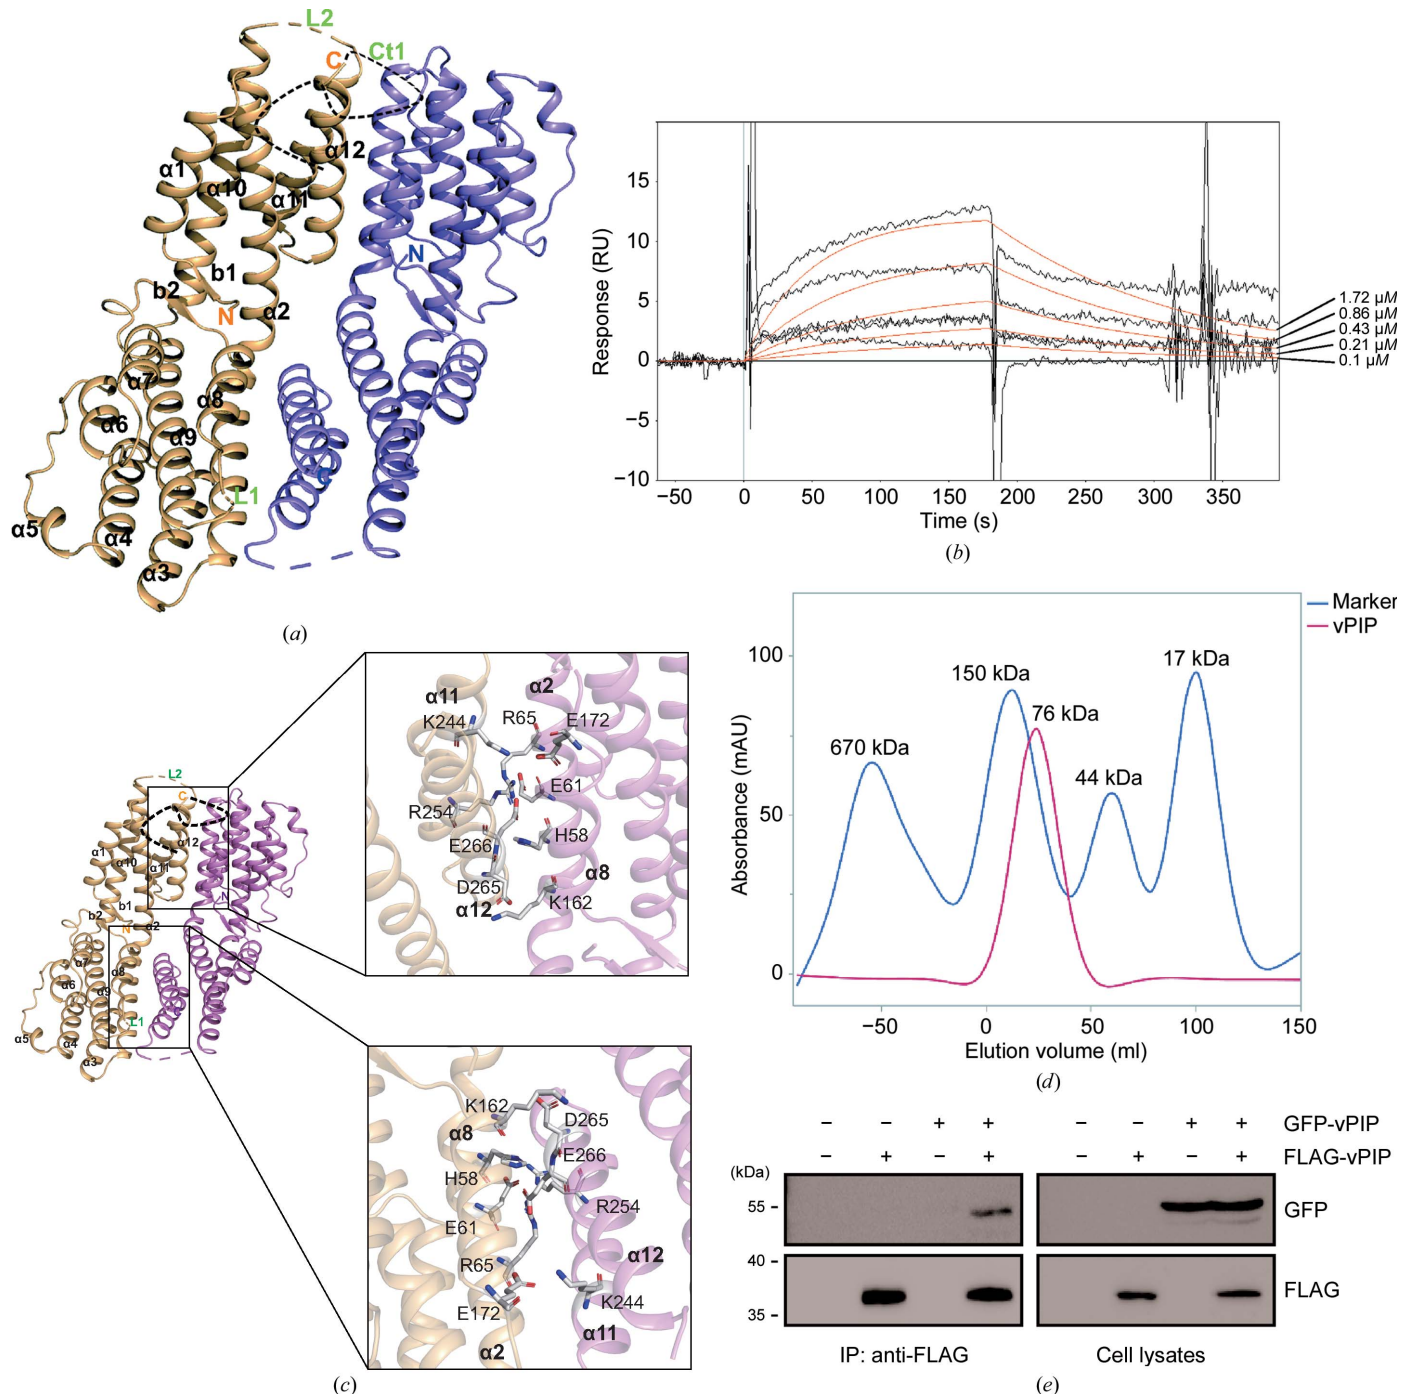 L2
C
Ct1
α12
α1
α10
α11
N
b1
b2
N
α2
α7
α8
α6
α9
C
L1
α5
α4
α3
(a)
15
10
5
0
−5
−10
Response (RU)
−50 0 50 100 150 200 250 300 350
Time (s)
1.72 µM
0.86 µM
0.43 µM
0.21 µM
0.1 µM
(b)
L2
C
α12
α1
α10
α11
N
b1
b2
N
α2
α7
α8
α6
α9
L1
α5
α4
α3
α11
α2
K244
R65
E172
E61
R254
E266
H58
D265
α8
α12
K162
K162
D265
α8
E266
H58
R254
E61
α12
R65
K244
E172
α11
α2
(c)
Marker
vPIP
100
50
0
Absorbance (mAU)
670 kDa
150 kDa
76 kDa
44 kDa
17 kDa
−50 0 50 100 150
Elution volume (ml)
(d)
− − + + − − + + GFP-vPIP
− + − + − + − + FLAG-vPIP
(kDa)
55
GFP
40
FLAG
35
IP: anti-FLAG Cell lysates
(e)